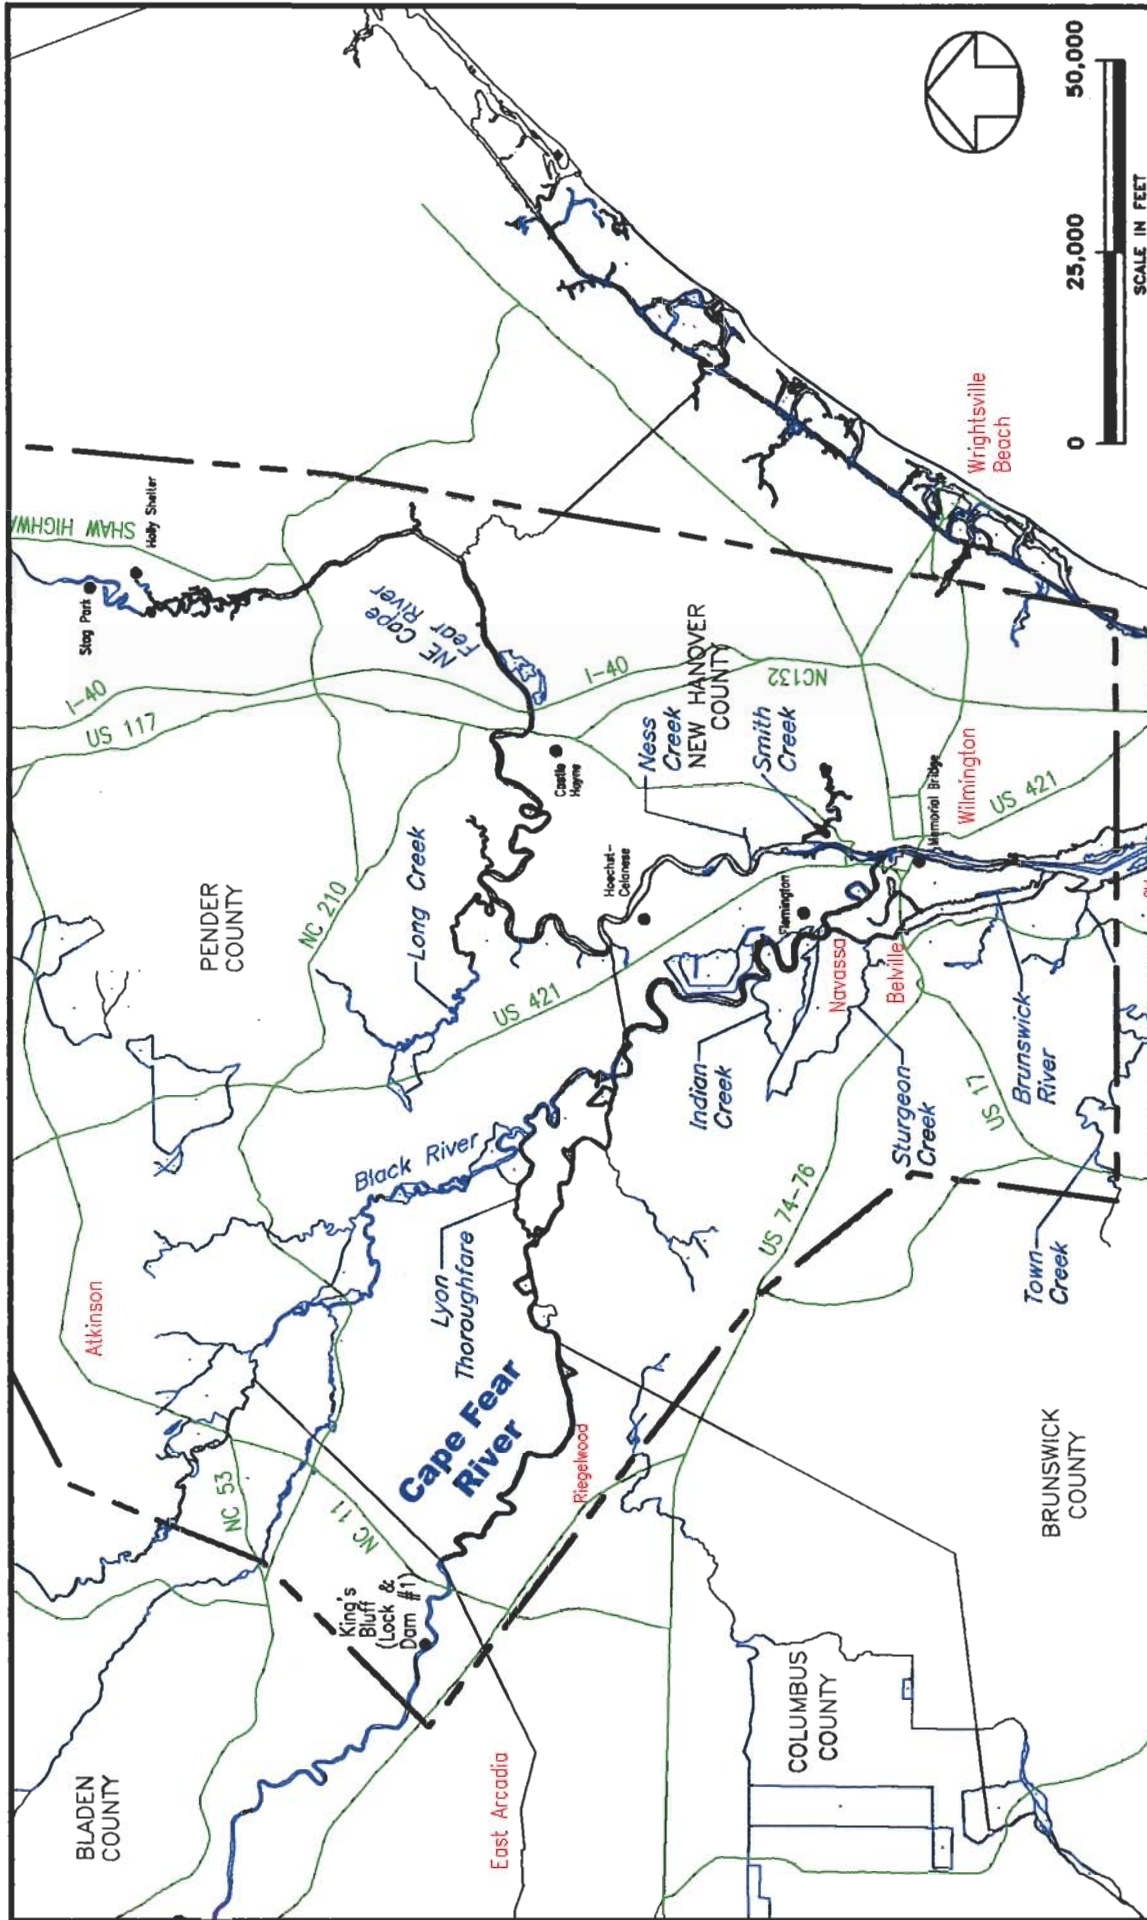 BLADEN
COUNTY
Atkinson
PENDER
COUNTY
US 117
I-40
Stag Park
Holly Shelter
SHAW HIGHWA
NC 53
NC 11
NC 210
King's
Bluff
(Lock &
Dam #1)
Cape Fear
River
Lyon
Thoroughfare
Black River
Long Creek
NE Cape
Fear River
East Arcadia
Riegelwood
US 421
Castle
Hayne
I-40
Hoechst-
Celanese
Ness
Creek
NEW HANOVER
COUNTY
Indian
Creek
Flemington
Smith
Creek
NC132
COLUMBUS
COUNTY
US 74-76
Sturgeon
Creek
Navassa
Belville
Memorial Bridge
Wilmington
Wrightsville
Beach
BRUNSWICK
COUNTY
Town
Creek
US 17
Brunswick
River
US 421
0
25,000
50,000
SCALE IN FEET